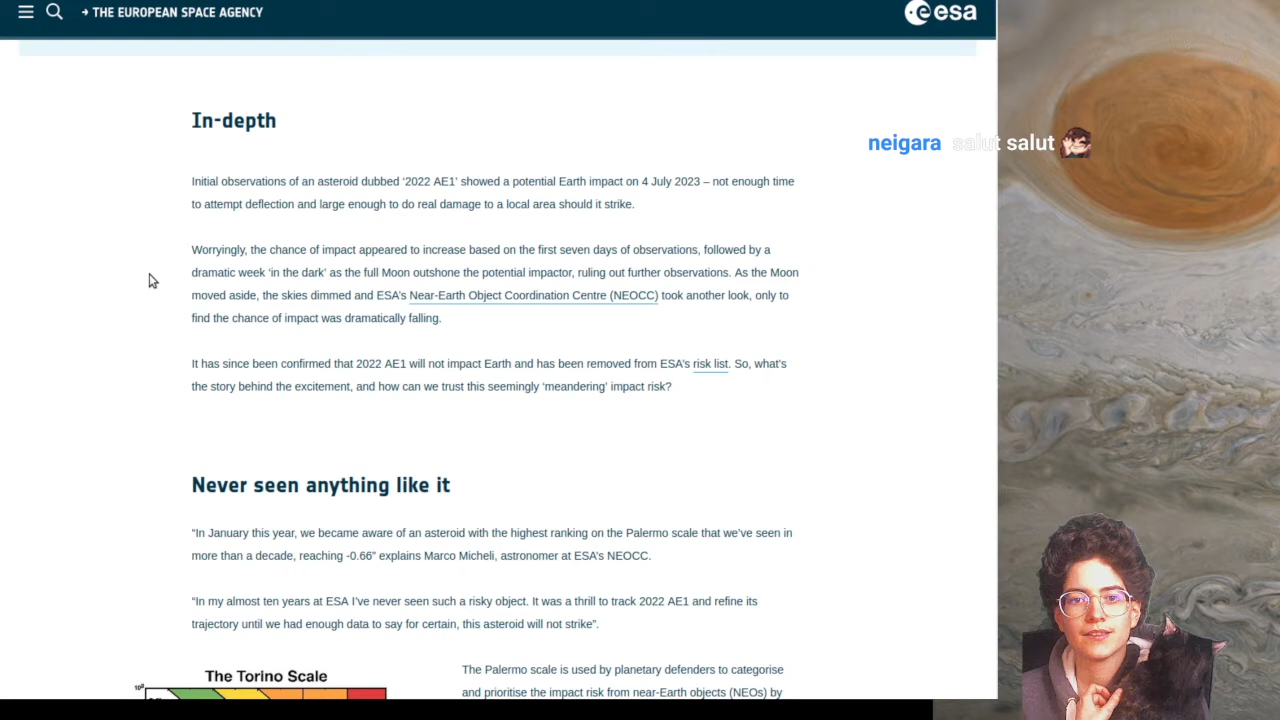 → THE EUROPEAN SPACE AGENCY
esa
In-depth
neigara salut salut
Initial observations of an asteroid dubbed ‘2022 AE1’ showed a potential Earth impact on 4 July 2023 – not enough time
to attempt deflection and large enough to do real damage to a local area should it strike.
Worryingly, the chance of impact appeared to increase based on the first seven days of observations, followed by a
dramatic week ‘in the dark’ as the full Moon outshone the potential impactor, ruling out further observations. As the Moon
moved aside, the skies dimmed and ESA’s Near-Earth Object Coordination Centre (NEOCC) took another look, only to
find the chance of impact was dramatically falling.
It has since been confirmed that 2022 AE1 will not impact Earth and has been removed from ESA’s risk list. So, what’s
the story behind the excitement, and how can we trust this seemingly ‘meandering’ impact risk?
Never seen anything like it
“In January this year, we became aware of an asteroid with the highest ranking on the Palermo scale that we’ve seen in
more than a decade, reaching -0.66” explains Marco Micheli, astronomer at ESA’s NEOCC.
“In my almost ten years at ESA I’ve never seen such a risky object. It was a thrill to track 2022 AE1 and refine its
trajectory until we had enough data to say for certain, this asteroid will not strike”.
The Torino Scale
The Palermo scale is used by planetary defenders to categorise
and prioritise the impact risk from near-Earth objects (NEOs) by